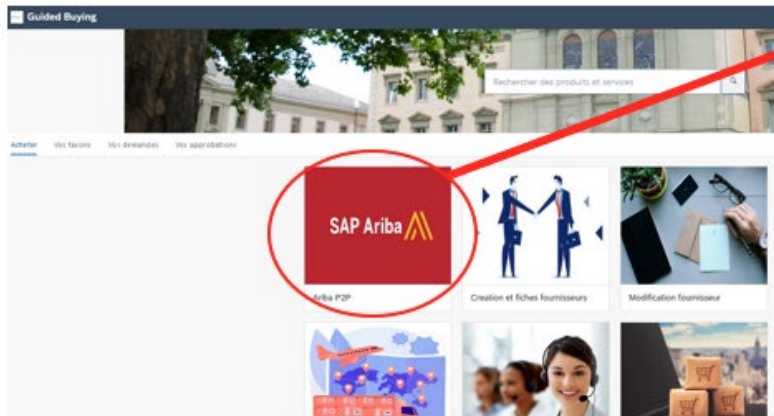 Guided Buying
Rechercher des produits et services
Acheter Vos favoris Vos demandes Vos approbations
SAP Ariba
Ariba P2P
Creation et fiches fournisseurs
Modification fournisseur